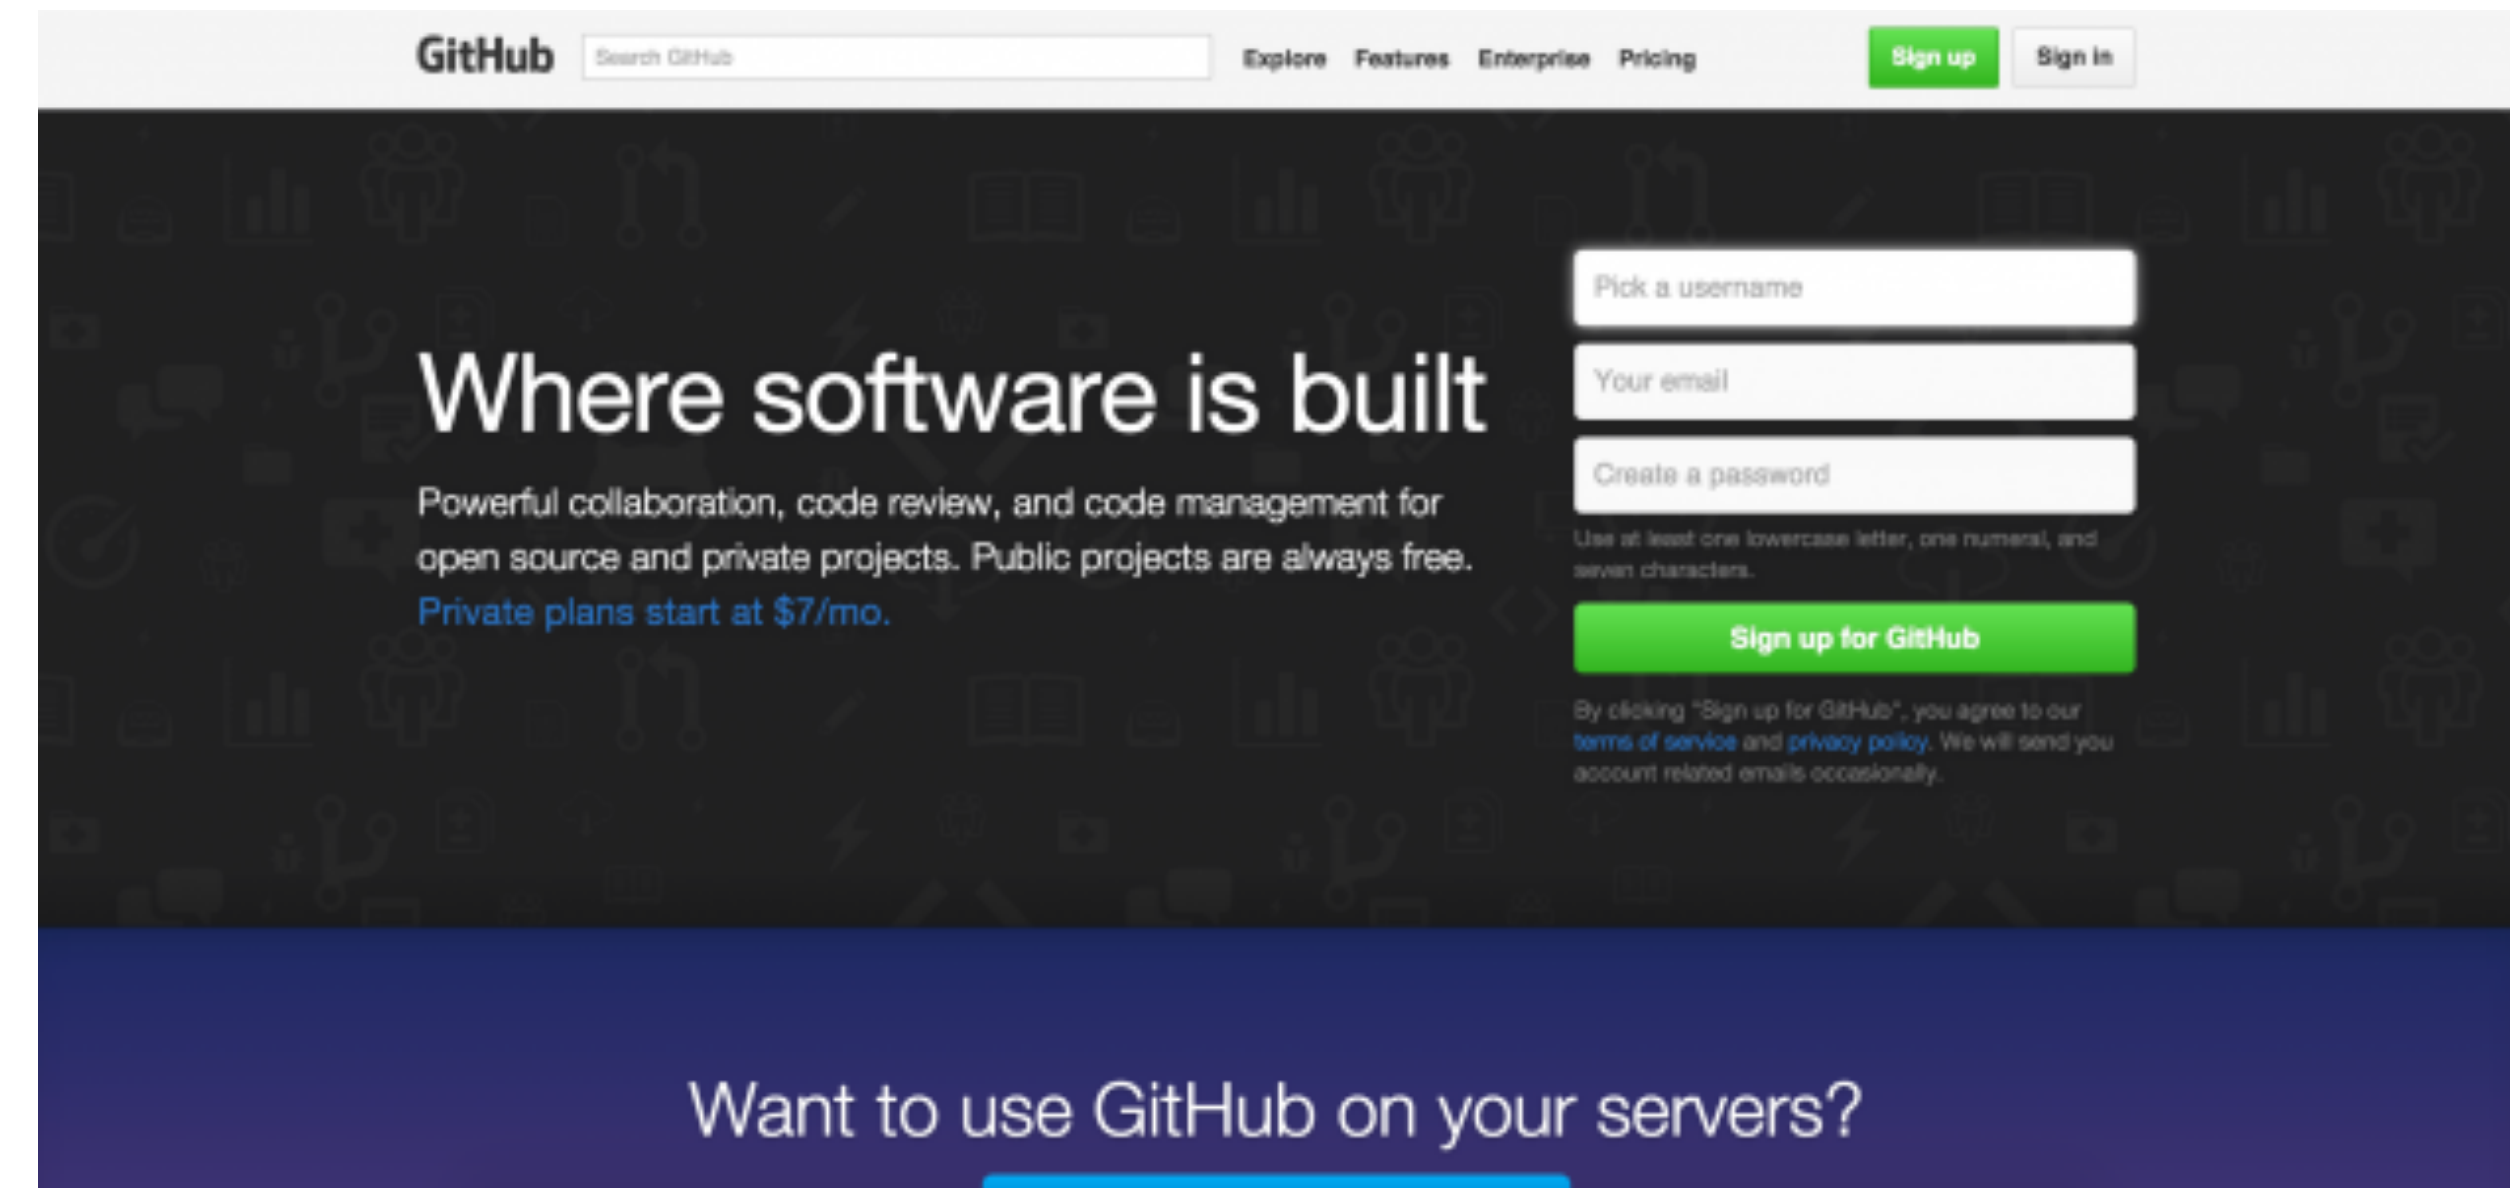 GitHub Search GitHub Explore Features Enterprise Pricing Sign up Sign in
Where software is built
Powerful collaboration, code review, and code management for
open source and private projects. Public projects are always free.
Private plans start at $7/mo.
Pick a username
Your email
Create a password
Use at least one lowercase letter, one numeral, and
seven characters.
Sign up for GitHub
By clicking "Sign up for GitHub", you agree to our
terms of service and privacy policy. We will send you
account related emails occasionally.
Want to use GitHub on your servers?